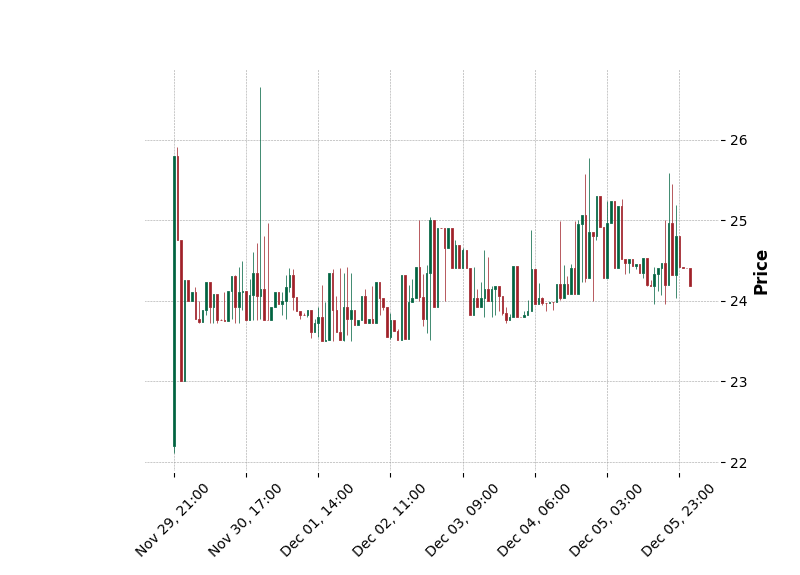 26
25
24
23
22
Price
Nov 29, 21:00
Nov 30, 17:00
Dec 01, 14:00
Dec 02, 11:00
Dec 03, 09:00
Dec 04, 06:00
Dec 05, 03:00
Dec 05, 23:00